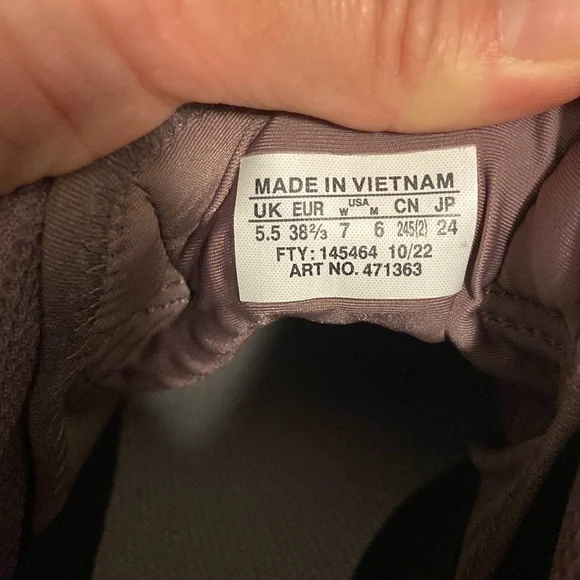 MADE IN VIETNAM
UK EUR W USA M CN JP
5.5 38⅔ 7 6 245(2) 24
FTY: 145464 10/22
ART NO. 471363